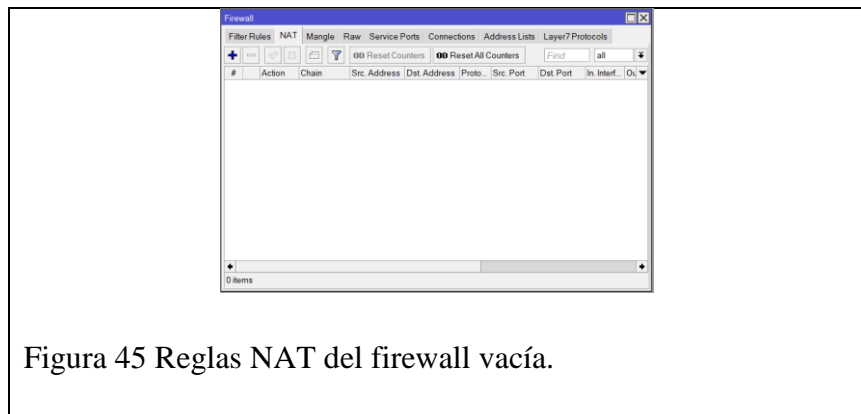 Firewall
Filter Rules NAT Mangle Raw Service Ports Connections Address Lists Layer7 Protocols
00 Reset Counters 00 Reset All Counters Find all
# Action Chain Src. Address Dst. Address Proto... Src. Port Dst. Port In. Interf... Ou
0 items
Figura 45 Reglas NAT del firewall vacía.